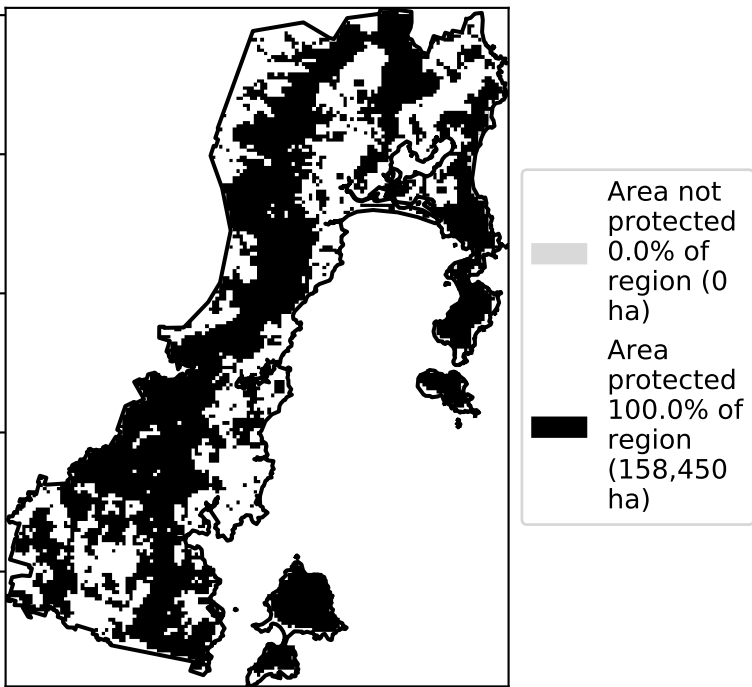 Area not
protected
0.0% of
region (0
ha)
Area
protected
100.0% of
region
(158,450
ha)